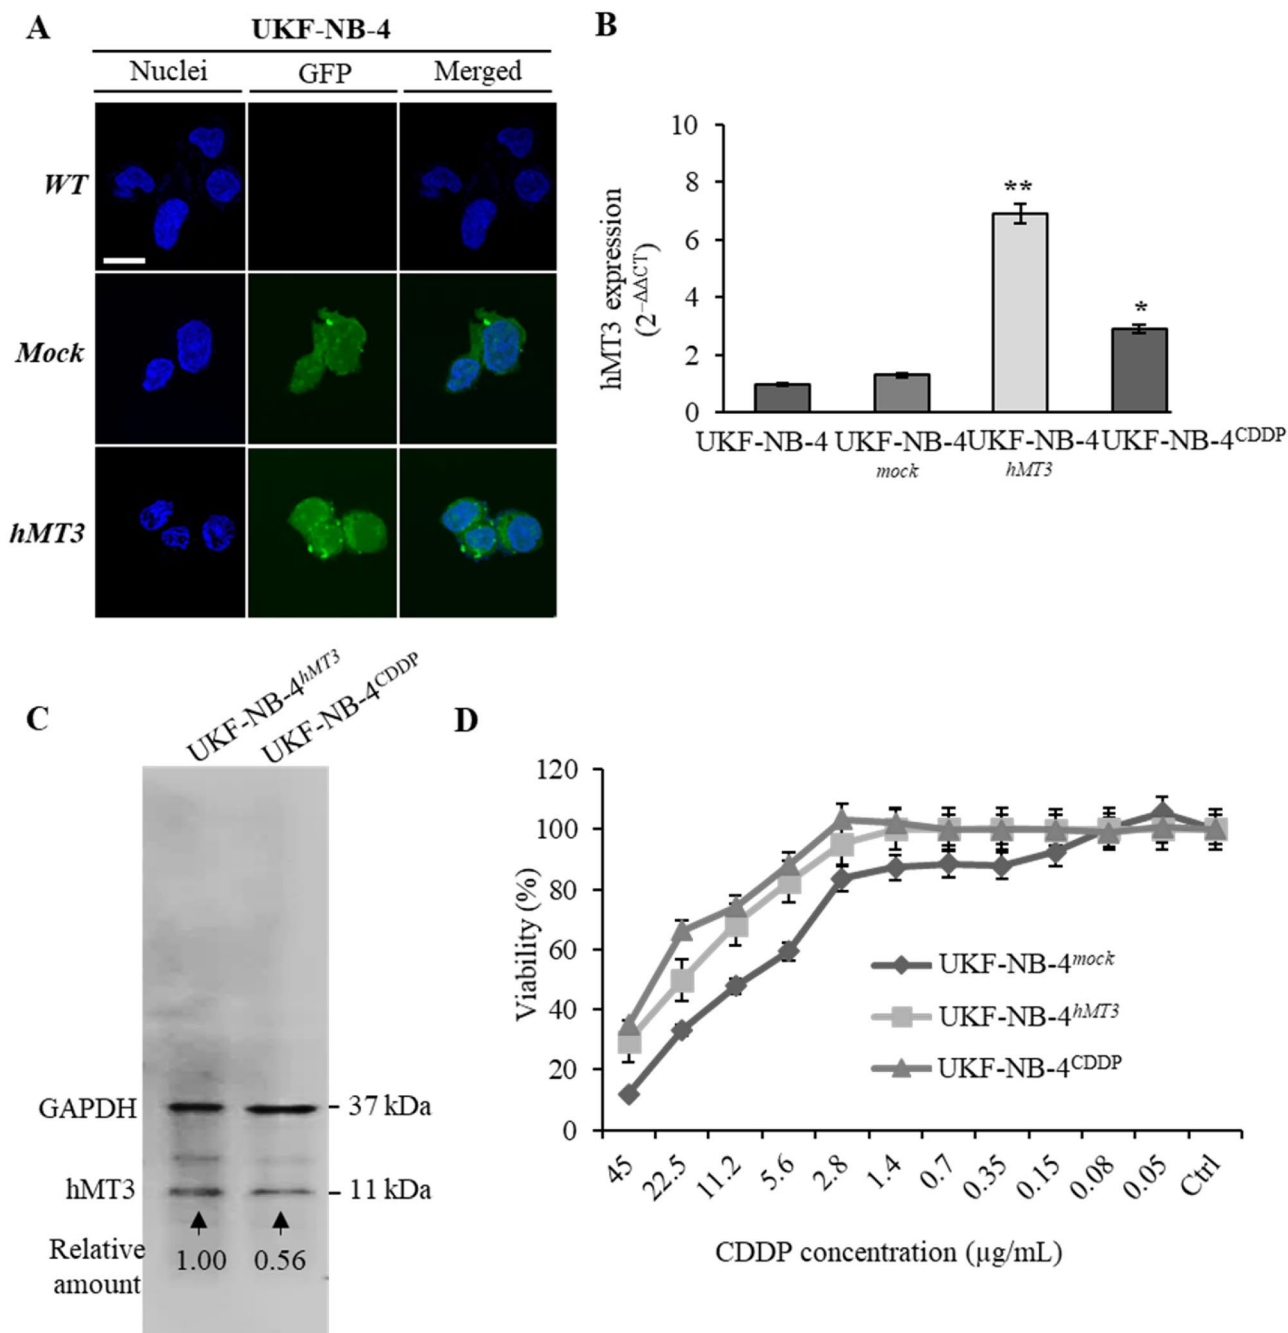 A
UKF-NB-4
Nuclei GFP Merged
WT
Mock
hMT3
B
hMT3 expression
(2⁻ΔΔCT)
10
8
6
4
2
0
**
*
UKF-NB-4 UKF-NB-4 UKF-NB-4 UKF-NB-4ᶜᴰᴰᴾ
mock hMT3
C
UKF-NB-4hMT3
UKF-NB-4CDDP
GAPDH
37 kDa
hMT3
11 kDa
Relative
amount
1.00 0.56
D
Viability (%)
120
100
80
60
40
20
0
UKF-NB-4mock
UKF-NB-4hMT3
UKF-NB-4CDDP
45 22.5 11.2 5.6 2.8 1.4 0.7 0.35 0.15 0.08 0.05 Ctrl
CDDP concentration (µg/mL)